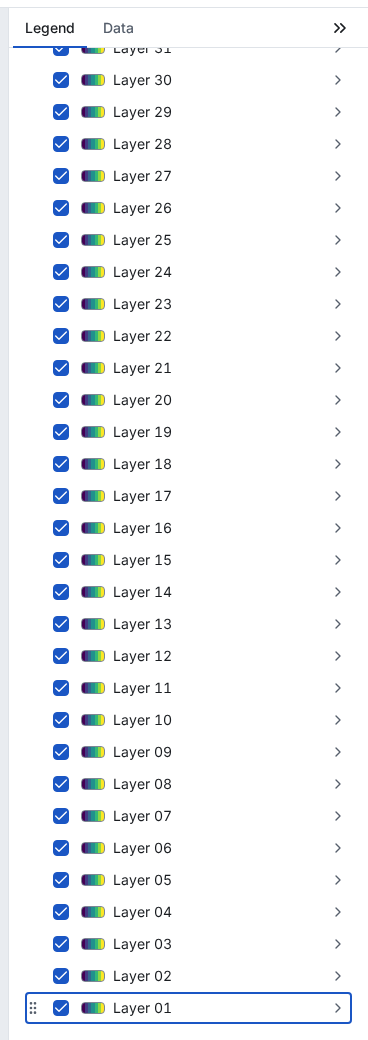 Legend Data
Layer 31
Layer 30
Layer 29
Layer 28
Layer 27
Layer 26
Layer 25
Layer 24
Layer 23
Layer 22
Layer 21
Layer 20
Layer 19
Layer 18
Layer 17
Layer 16
Layer 15
Layer 14
Layer 13
Layer 12
Layer 11
Layer 10
Layer 09
Layer 08
Layer 07
Layer 06
Layer 05
Layer 04
Layer 03
Layer 02
Layer 01